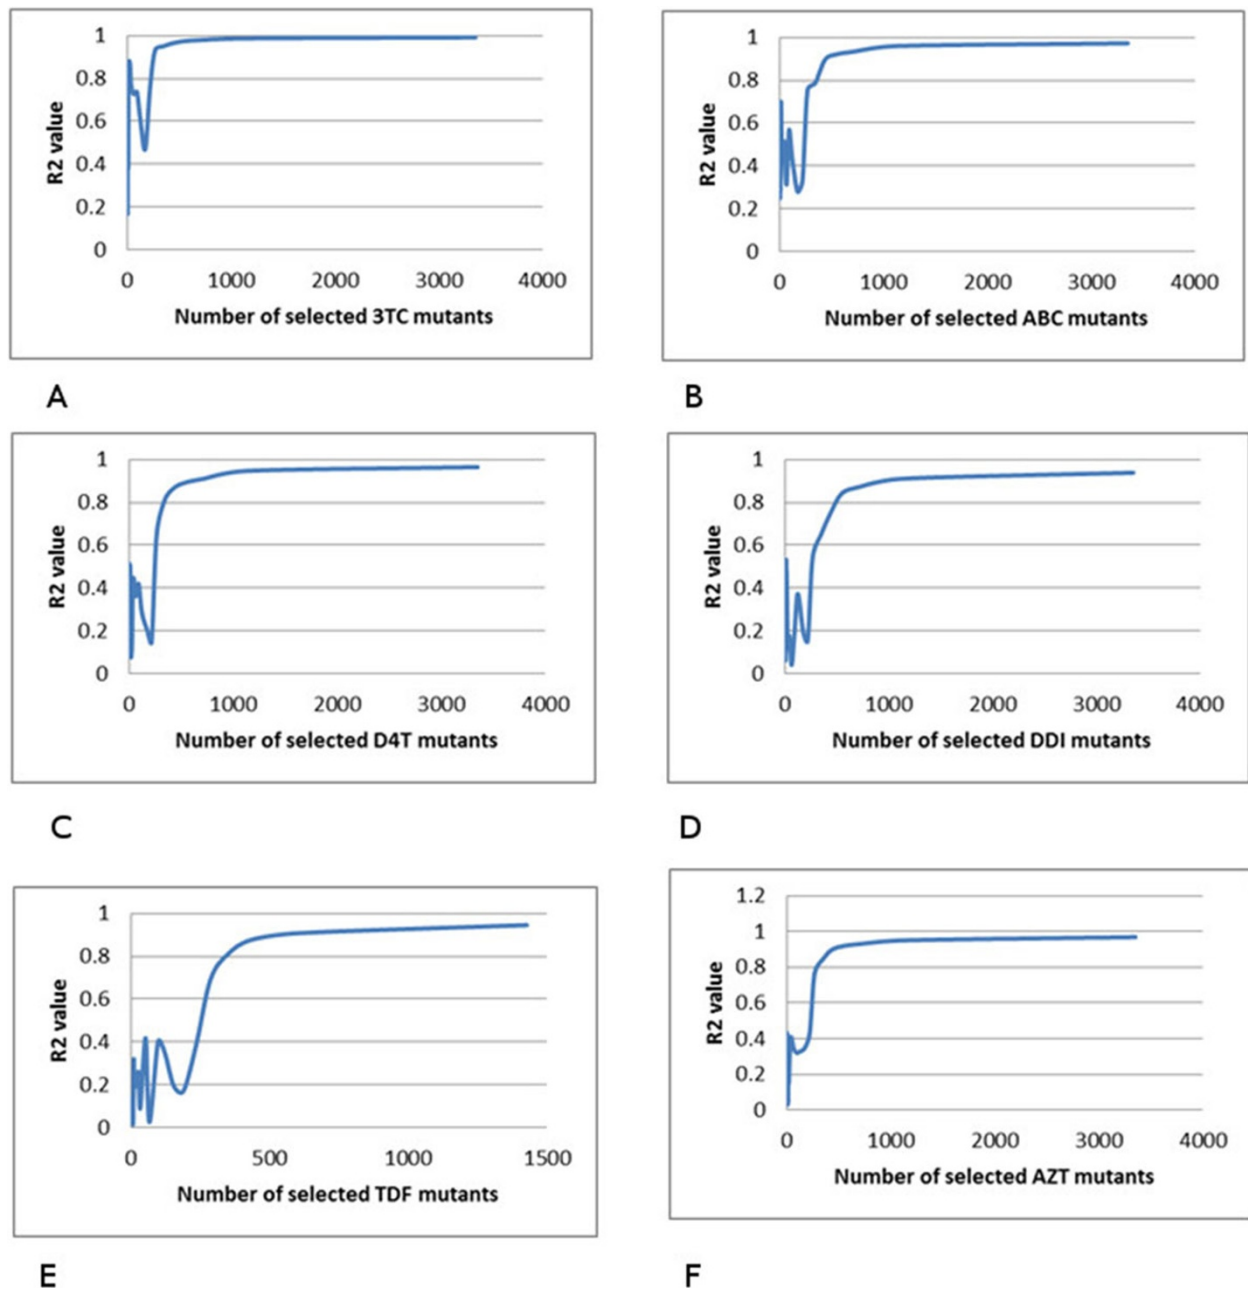 1
0.8
0.6
0.4
0.2
0
R2 value
0 1000 2000 3000 4000
Number of selected 3TC mutants
A
1
0.8
0.6
0.4
0.2
0
R2 value
0 1000 2000 3000 4000
Number of selected ABC mutants
B
1
0.8
0.6
0.4
0.2
0
R2 value
0 1000 2000 3000 4000
Number of selected D4T mutants
C
1
0.8
0.6
0.4
0.2
0
R2 value
0 1000 2000 3000 4000
Number of selected DDI mutants
D
1
0.8
0.6
0.4
0.2
0
R2 value
0 500 1000 1500
Number of selected TDF mutants
E
1.2
1
0.8
0.6
0.4
0.2
0
R2 value
0 1000 2000 3000 4000
Number of selected AZT mutants
F